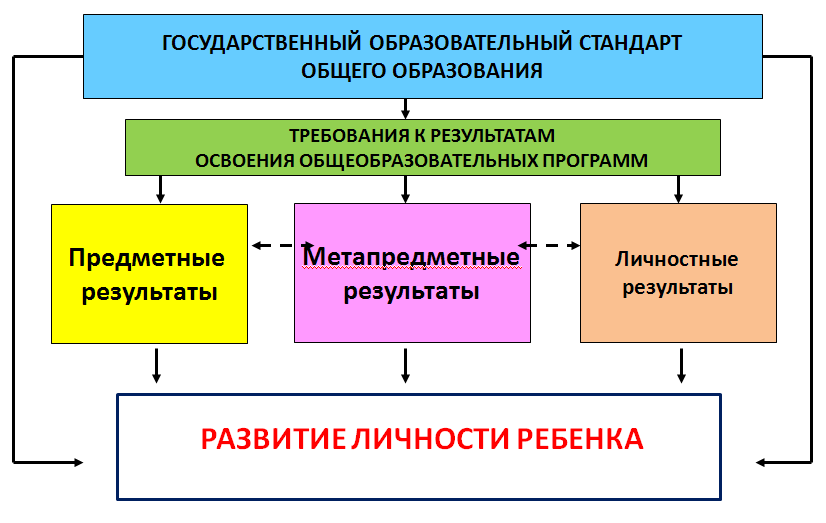 ГОСУДАРСТВЕННЫЙ ОБРАЗОВАТЕЛЬНЫЙ СТАНДАРТ
ОБЩЕГО ОБРАЗОВАНИЯ
ТРЕБОВАНИЯ К РЕЗУЛЬТАТАМ
ОСВОЕНИЯ ОБЩЕОБРАЗОВАТЕЛЬНЫХ ПРОГРАММ
Предметные
результаты
Метапредметные
результаты
Личностные
результаты
РАЗВИТИЕ ЛИЧНОСТИ РЕБЕНКА